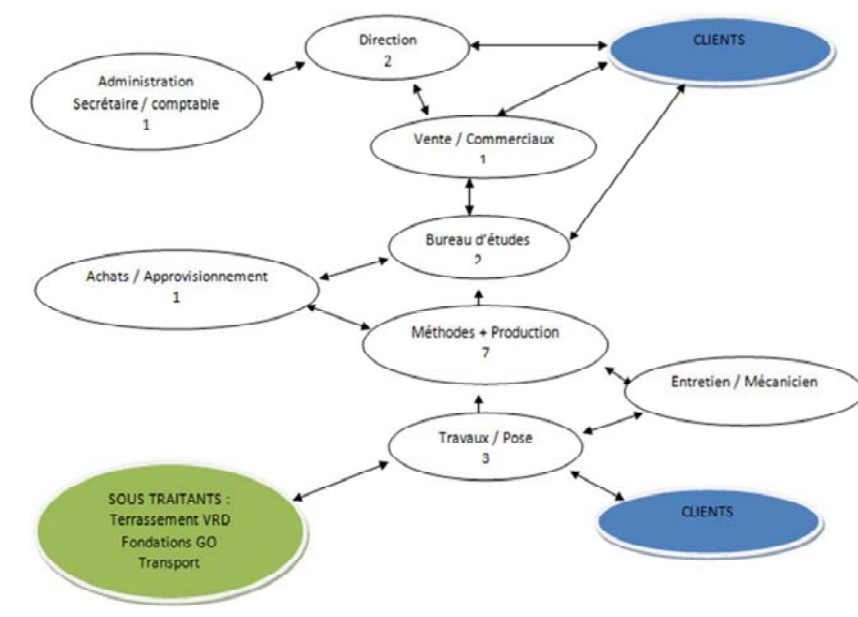 Direction
2
CLIENTS
Administration
Secrétaire / comptable
1
Vente / Commerciaux
1
Bureau d'études
2
Achats / Approvisionnement
1
Méthodes + Production
7
Entretien / Mécanicien
Travaux / Pose
3
SOUS TRAITANTS :
Terrassement VRD
Fondations GO
Transport
CLIENTS